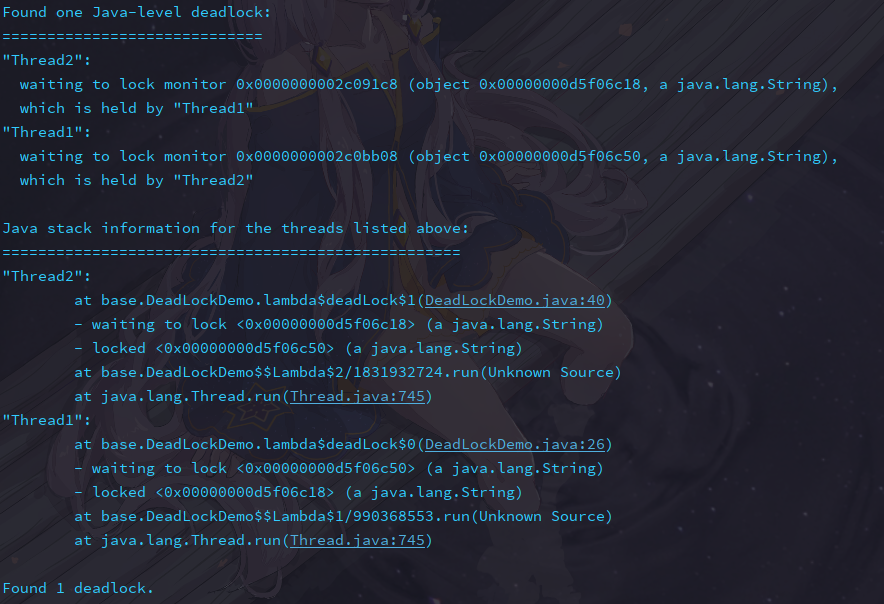 Found one Java-level deadlock:
=============================
"Thread2":
  waiting to lock monitor 0x0000000002c091c8 (object 0x00000000d5f06c18, a java.lang.String),
  which is held by "Thread1"
"Thread1":
  waiting to lock monitor 0x0000000002c0bb08 (object 0x00000000d5f06c50, a java.lang.String),
  which is held by "Thread2"

Java stack information for the threads listed above:
===================================================
"Thread2":
        at base.DeadLockDemo.lambda$deadLock$1(DeadLockDemo.java:40)
        - waiting to lock <0x00000000d5f06c18> (a java.lang.String)
        - locked <0x00000000d5f06c50> (a java.lang.String)
        at base.DeadLockDemo$$Lambda$2/1831932724.run(Unknown Source)
        at java.lang.Thread.run(Thread.java:745)
"Thread1":
        at base.DeadLockDemo.lambda$deadLock$0(DeadLockDemo.java:26)
        - waiting to lock <0x00000000d5f06c50> (a java.lang.String)
        - locked <0x00000000d5f06c18> (a java.lang.String)
        at base.DeadLockDemo$$Lambda$1/990368553.run(Unknown Source)
        at java.lang.Thread.run(Thread.java:745)

Found 1 deadlock.